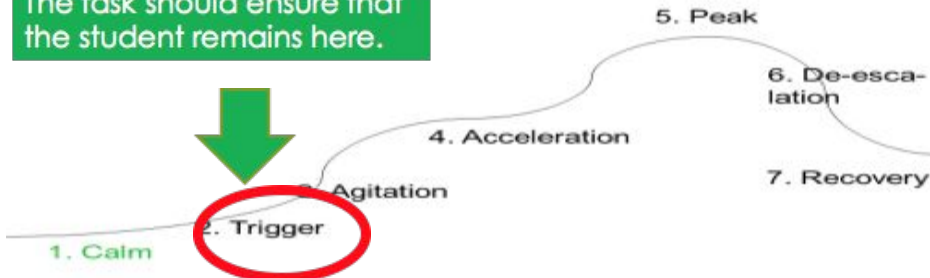 The task should ensure that
the student remains here.
5. Peak
6. De-esca-
lation
4. Acceleration
7. Recovery
3. Agitation
2. Trigger
1. Calm